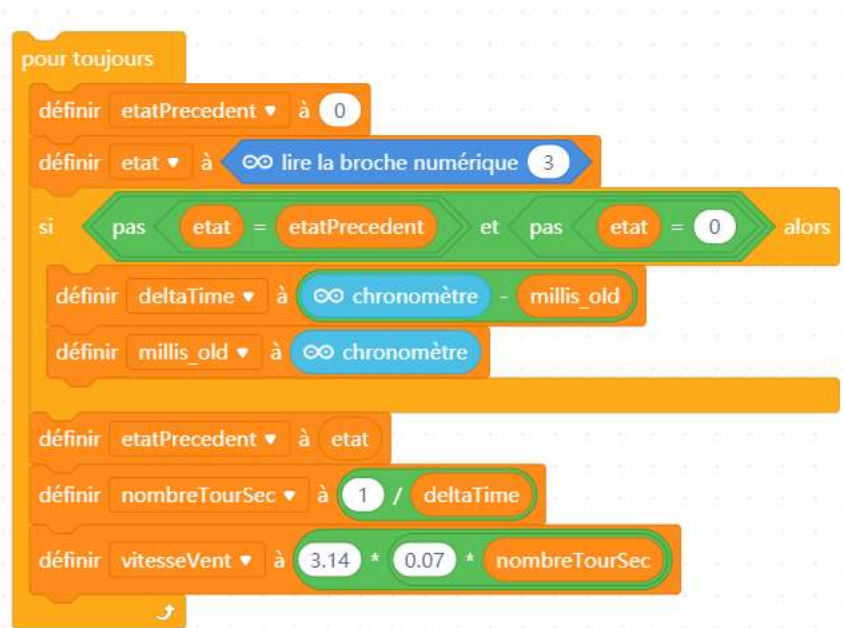 pour toujours
définir etatPrecedent à 0
définir etat à lire la broche numérique 3
si pas etat = etatPrecedent et pas etat = 0 alors
définir deltaTime à chronomètre - millis_old
définir millis_old à chronomètre
définir etatPrecedent à etat
définir nombreTourSec à 1 / deltaTime
définir vitesseVent à 3.14 * 0.07 * nombreTourSec